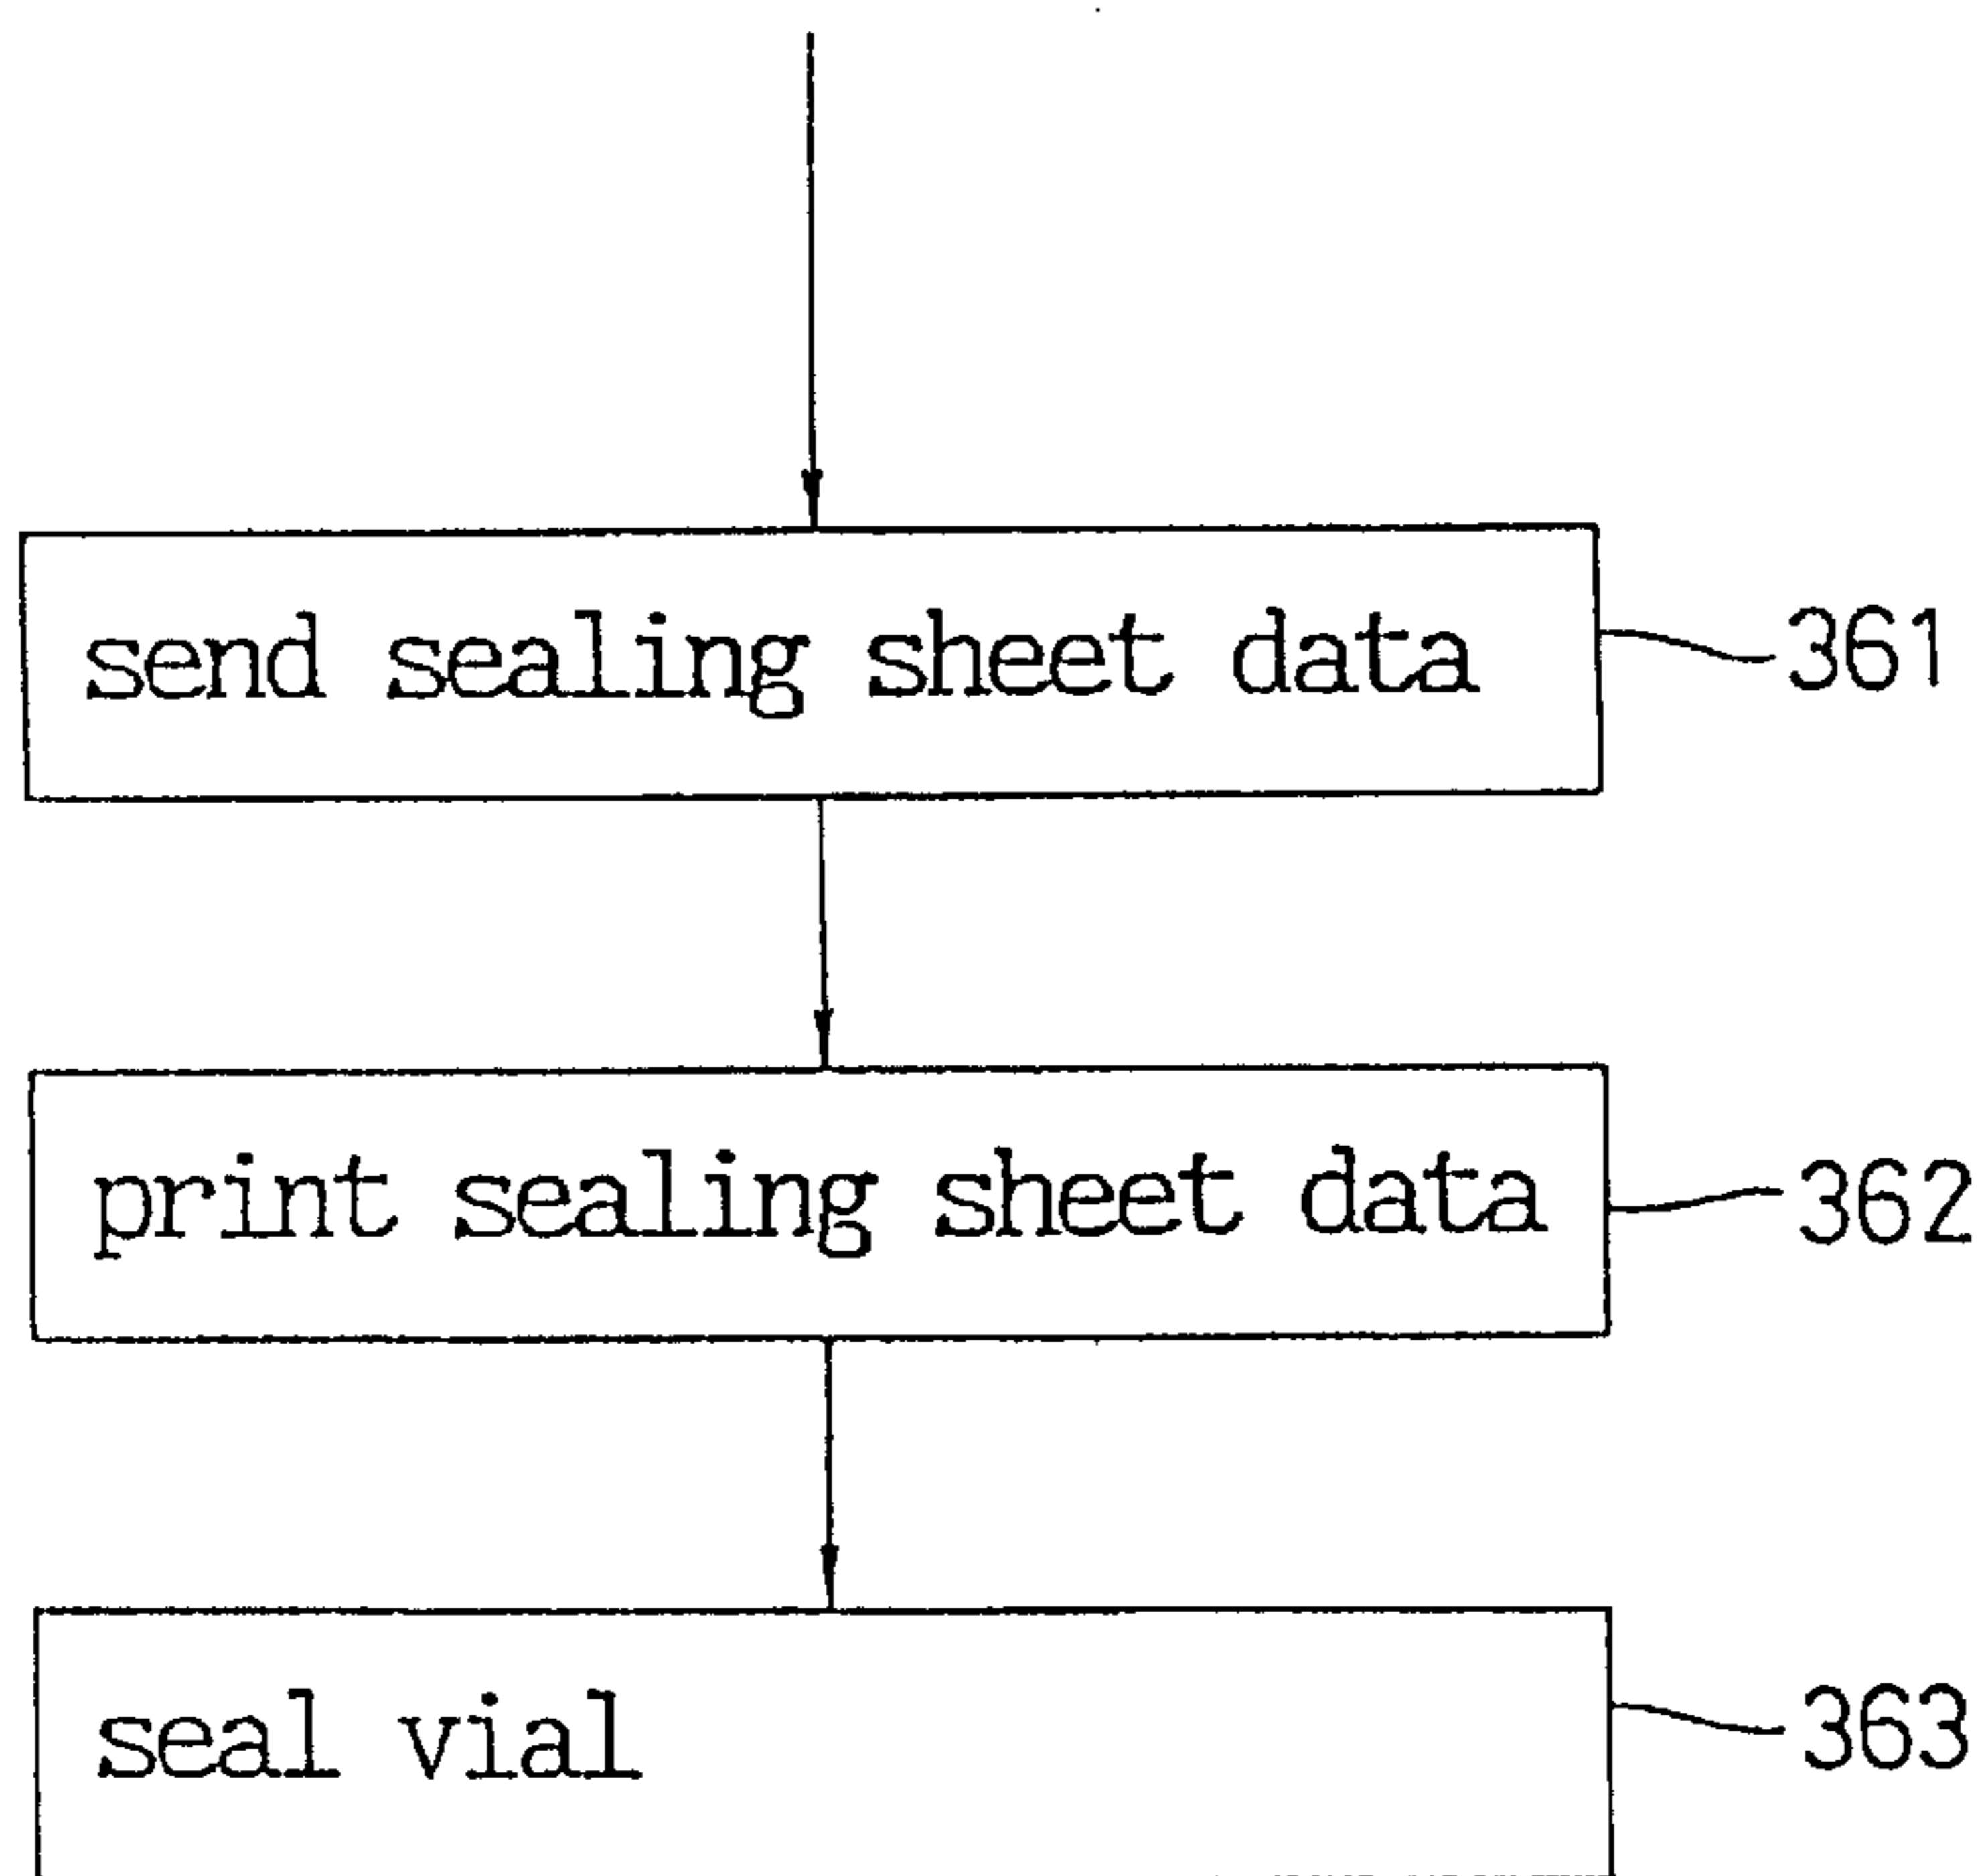 send sealing sheet data 361
print sealing sheet data 362
seal vial 363